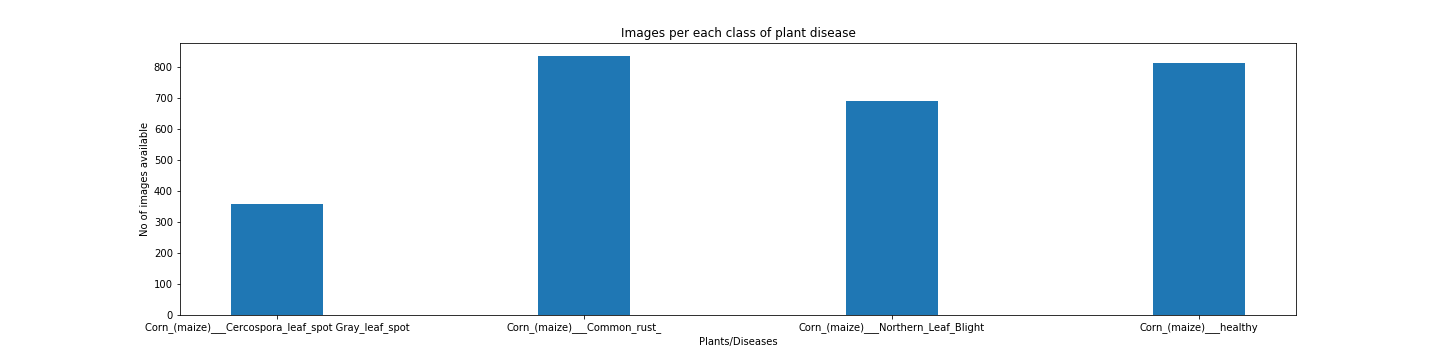 Images per each class of plant disease
No of images available
800
700
600
500
400
300
200
100
0
Corn_(maize)___Cercospora_leaf_spot Gray_leaf_spot
Corn_(maize)___Common_rust_
Corn_(maize)___Northern_Leaf_Blight
Corn_(maize)___healthy
Plants/Diseases